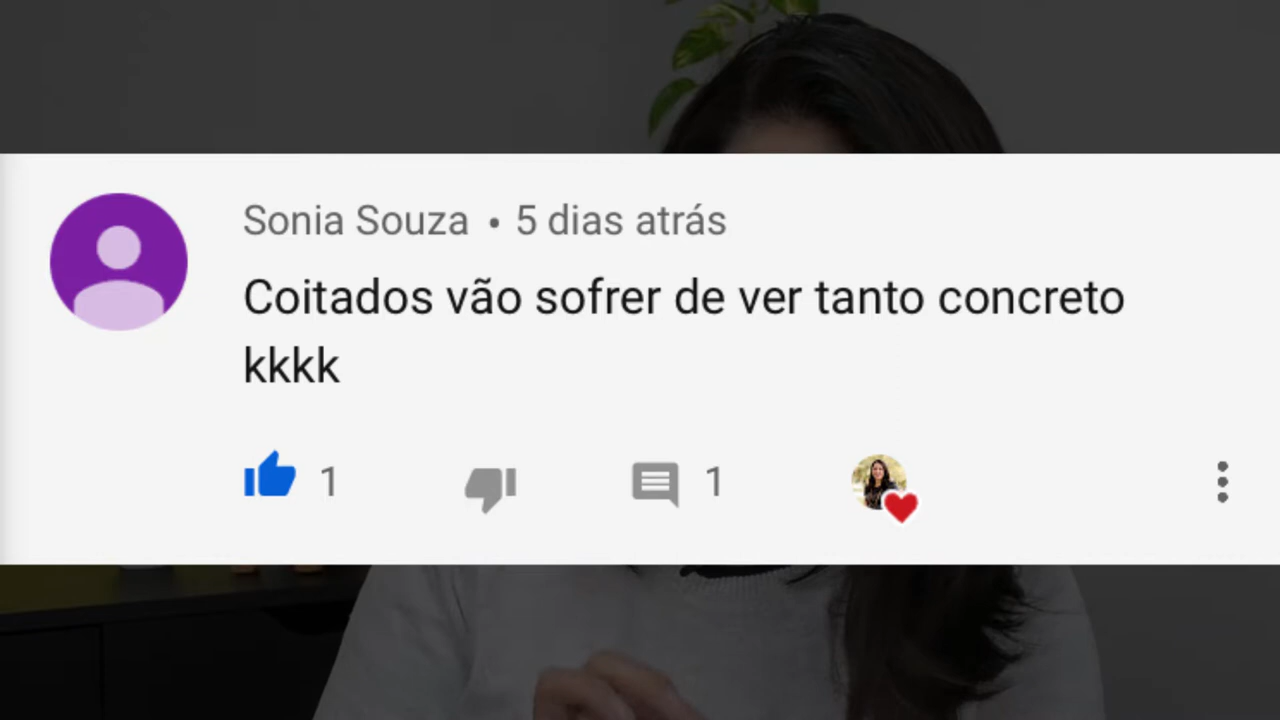 Sonia Souza • 5 dias atrás
Coitados vão sofrer de ver tanto concreto
kkkk
1 1